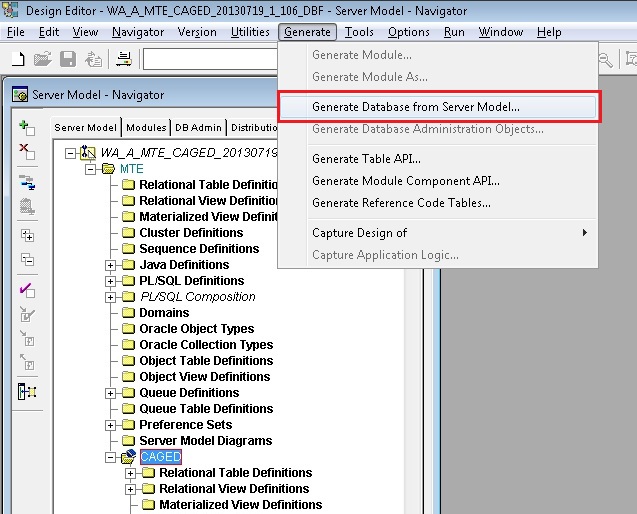 Design Editor - WA_A_MTE_CAGED_20130719_1_106_DBF - Server Model - Navigator
File Edit View Navigator Version Utilities Generate Tools Options Run Window Help
Generate Module...
Generate Module As...
Generate Database from Server Model...
Generate Database Administration Objects...
Generate Table API...
Generate Module Component API...
Generate Reference Code Tables...
Capture Design of
Capture Application Logic...
Server Model - Navigator
Server Model Modules DB Admin Distributio
WA_A_MTE_CAGED_20130719
MTE
Relational Table Definitio
Relational View Definitio
Materialized View Definit
Cluster Definitions
Sequence Definitions
Java Definitions
PL/SQL Definitions
PL/SQL Composition
Domains
Oracle Object Types
Oracle Collection Types
Object Table Definitions
Object View Definitions
Queue Definitions
Queue Table Definitions
Preference Sets
Server Model Diagrams
CAGED
Relational Table Definitions
Relational View Definitions
Materialized View Definitions